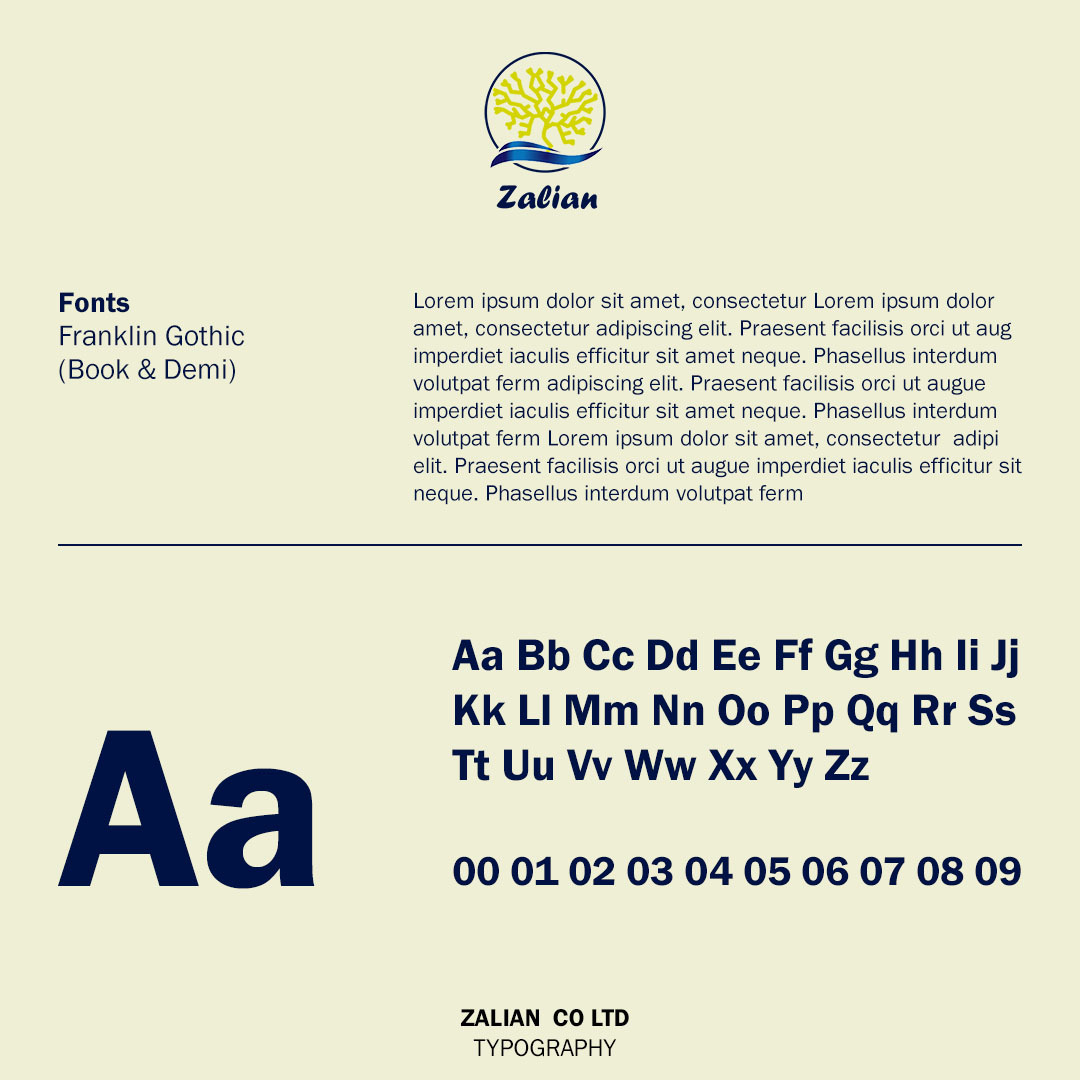 Zalian
Fonts
Franklin Gothic
(Book & Demi)
Lorem ipsum dolor sit amet, consectetur Lorem ipsum dolor
amet, consectetur adipiscing elit. Praesent facilisis orci ut aug
imperdiet iaculis efficitur sit amet neque. Phasellus interdum
volutpat ferm adipiscing elit. Praesent facilisis orci ut augue
imperdiet iaculis efficitur sit amet neque. Phasellus interdum
volutpat ferm Lorem ipsum dolor sit amet, consectetur  adipi
elit. Praesent facilisis orci ut augue imperdiet iaculis efficitur sit
neque. Phasellus interdum volutpat ferm
Aa
Aa Bb Cc Dd Ee Ff Gg Hh Ii Jj
Kk Ll Mm Nn Oo Pp Qq Rr Ss
Tt Uu Vv Ww Xx Yy Zz
00 01 02 03 04 05 06 07 08 09
ZALIAN  CO LTD
TYPOGRAPHY